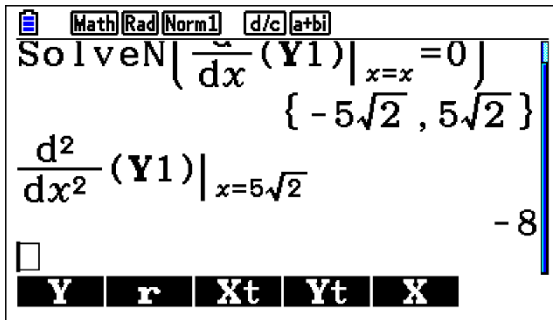 Math Rad Norm1 d/c a+bi
SolveN(d/dx(Y1)|x=x=0)
{-5√2,5√2}
d²/dx²(Y1)|x=5√2
-8
Y r Xt Yt X